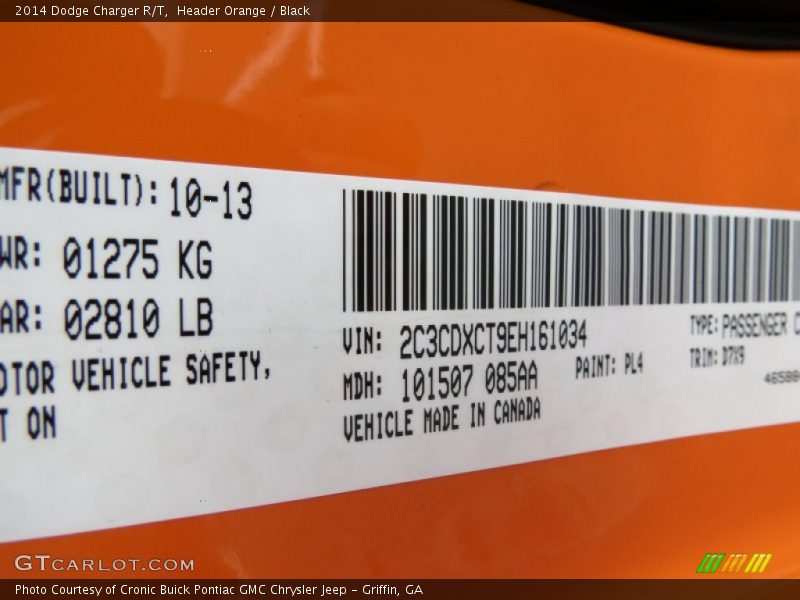 2014 Dodge Charger R/T,  Header Orange / Black
MFR(BUILT): 10-13
WR: 01275 KG
AR: 02810 LB
OTOR VEHICLE SAFETY,
T ON
VIN: 2C3CDXCT9EH161034
TYPE: PASSENGER C
MDH: 101507 085AA
PAINT: PL4
TRIM: D7X9
VEHICLE MADE IN CANADA
GTCARLOT.COM
Photo Courtesy of Cronic Buick Pontiac GMC Chrysler Jeep - Griffin, GA